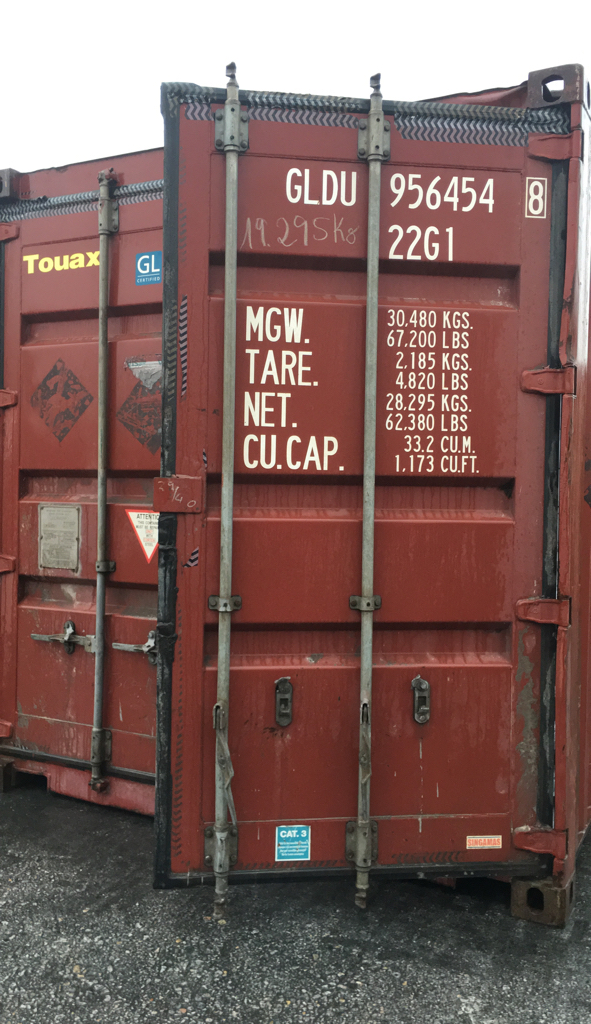 GLDU 956454 8
19.295Kg
22G1
Touax
GL
CERTIFIED
MGW. 30.480 KGS.
67.200 LBS
TARE. 2.185 KGS.
4.820 LBS
NET. 28.295 KGS.
62.380 LBS
CU.CAP. 33.2 CU.M.
1,173 CU.FT.
ATTENTIO
CAT. 3
SINGAMAS